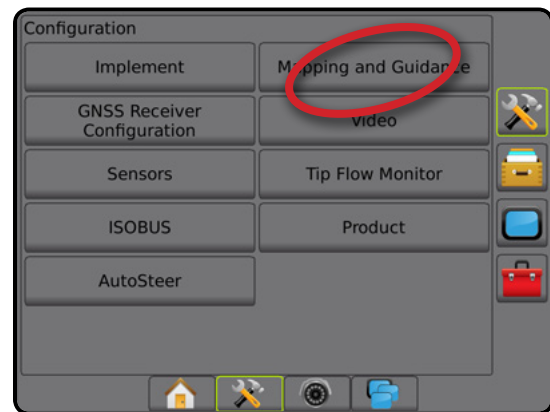 Configuration
Implement
Mapping and Guidance
GNSS Receiver
Configuration
Video
Sensors
Tip Flow Monitor
ISOBUS
Product
AutoSteer